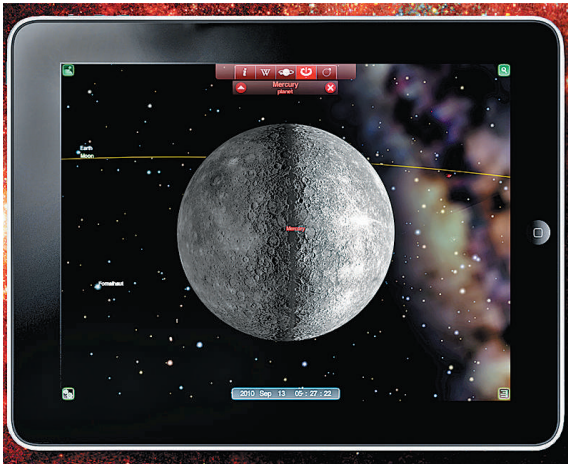 i W
Mercury
planet
Earth
Moon
Mercury
Fomalhaut
2010 Sep 13 05:27:22